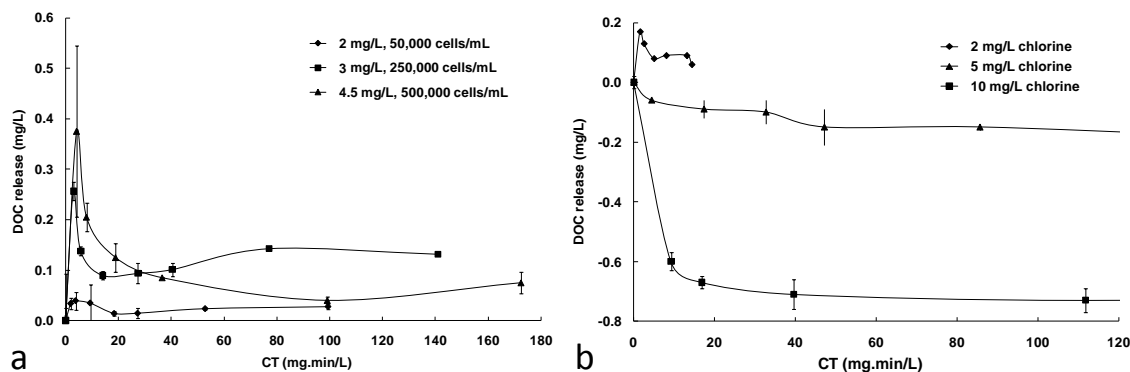 0.6
0.5
0.4
0.3
0.2
0.1
0.0
DOC release (mg/L)
2 mg/L, 50,000 cells/mL
3 mg/L, 250,000 cells/mL
4.5 mg/L, 500,000 cells/mL
0 20 40 60 80 100 120 140 160 180
CT (mg.min/L)
a
0.2
0.0
-0.2
-0.4
-0.6
-0.8
DOC release (mg/L)
2 mg/L chlorine
5 mg/L chlorine
10 mg/L chlorine
0 20 40 60 80 100 120
CT (mg.min/L)
b